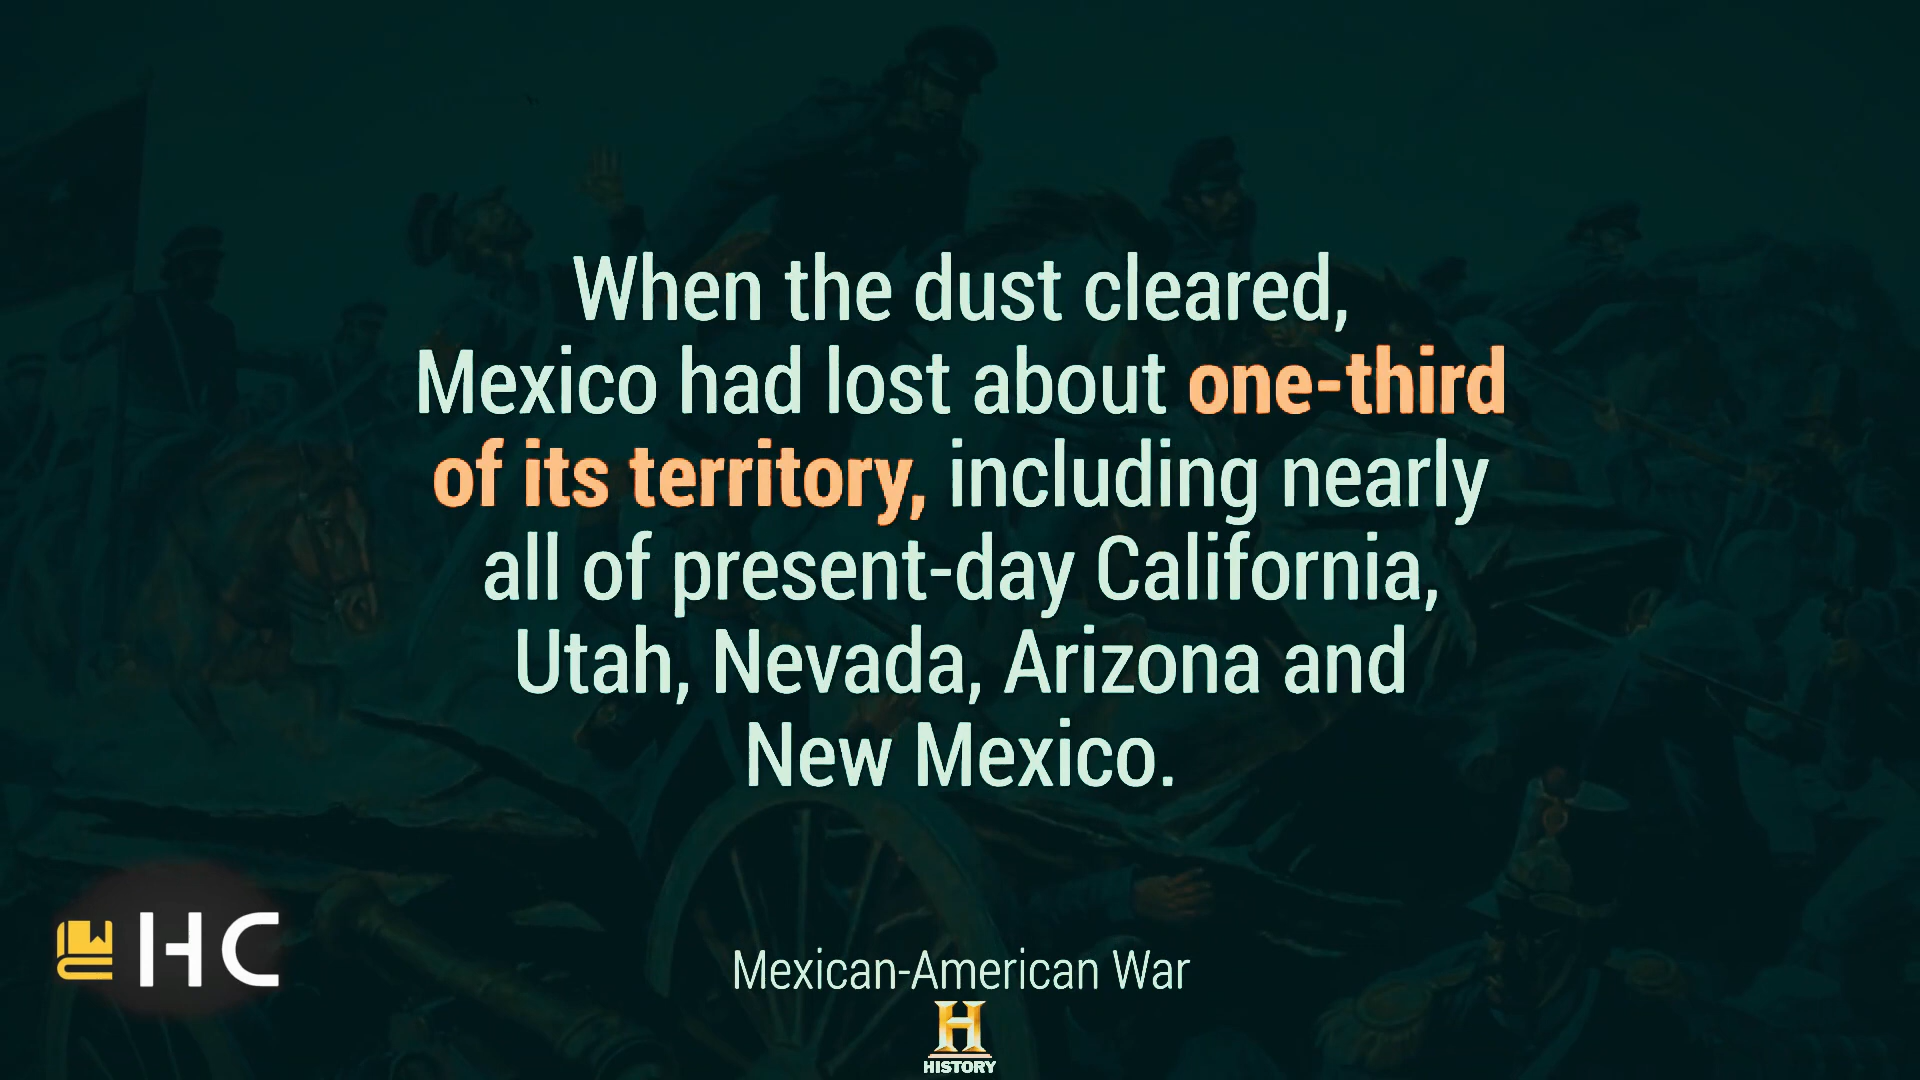 When the dust cleared,
Mexico had lost about one-third
of its territory, including nearly
all of present-day California,
Utah, Nevada, Arizona and
New Mexico.
HC
Mexican-American War
H
HISTORY